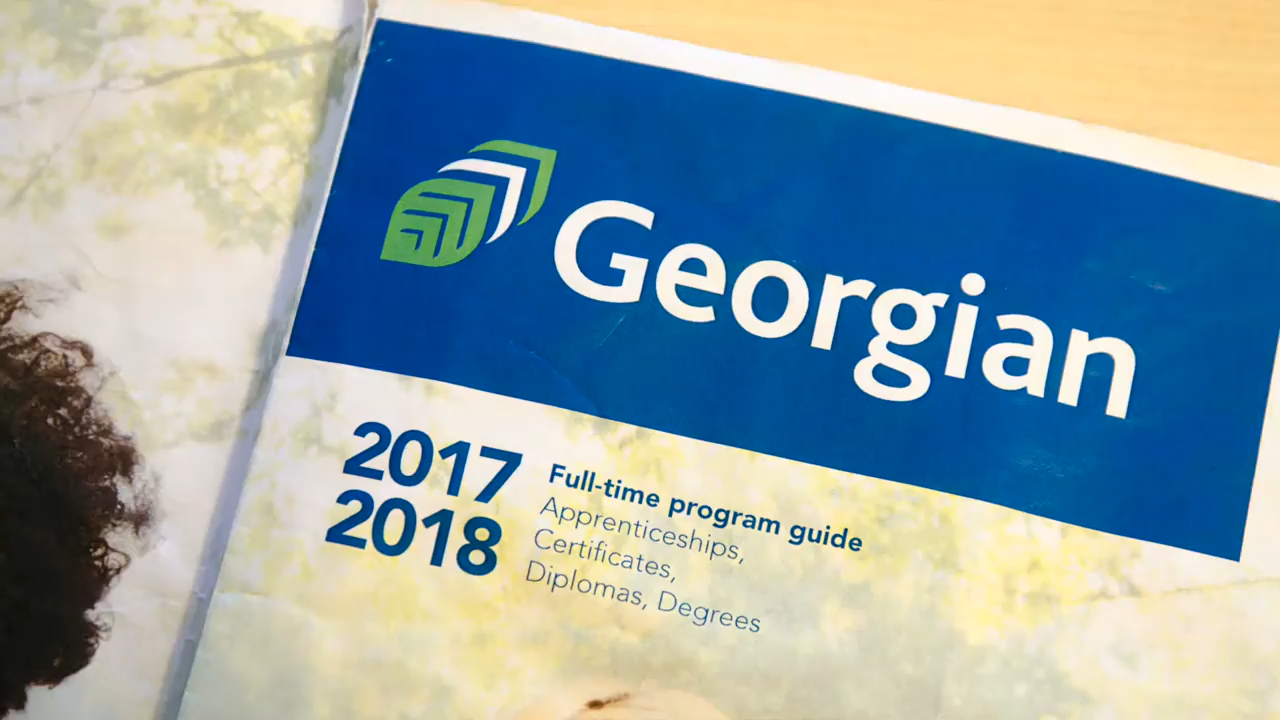 Georgian
2017
2018
Full-time program guide
Apprenticeships,
Certificates,
Diplomas, Degrees